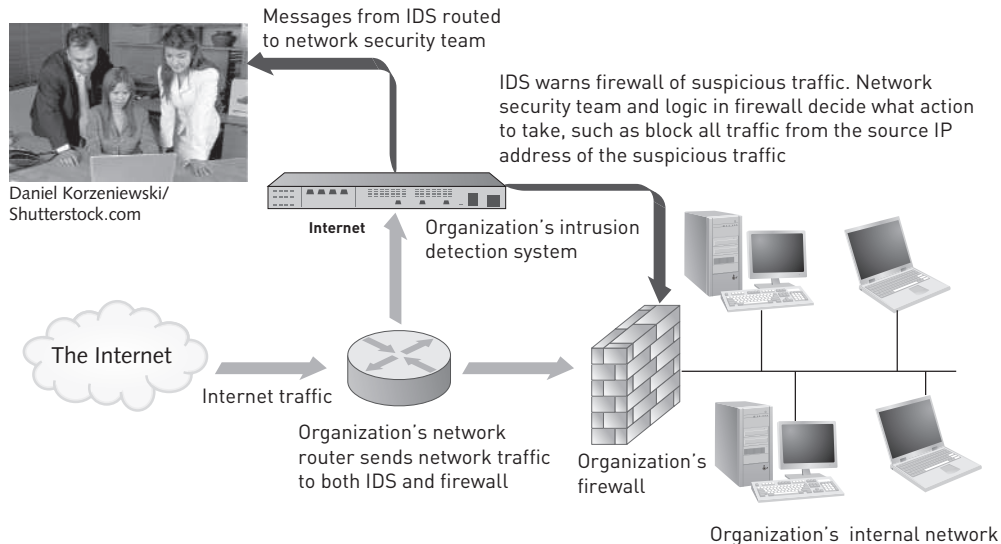 Messages from IDS routed
to network security team
IDS warns firewall of suspicious traffic. Network
security team and logic in firewall decide what action
to take, such as block all traffic from the source IP
address of the suspicious traffic
Daniel Korzeniewski/
Shutterstock.com
Internet
Organization's intrusion
detection system
The Internet
Internet traffic
Organization's network
router sends network traffic
to both IDS and firewall
Organization's
firewall
Organization's internal network